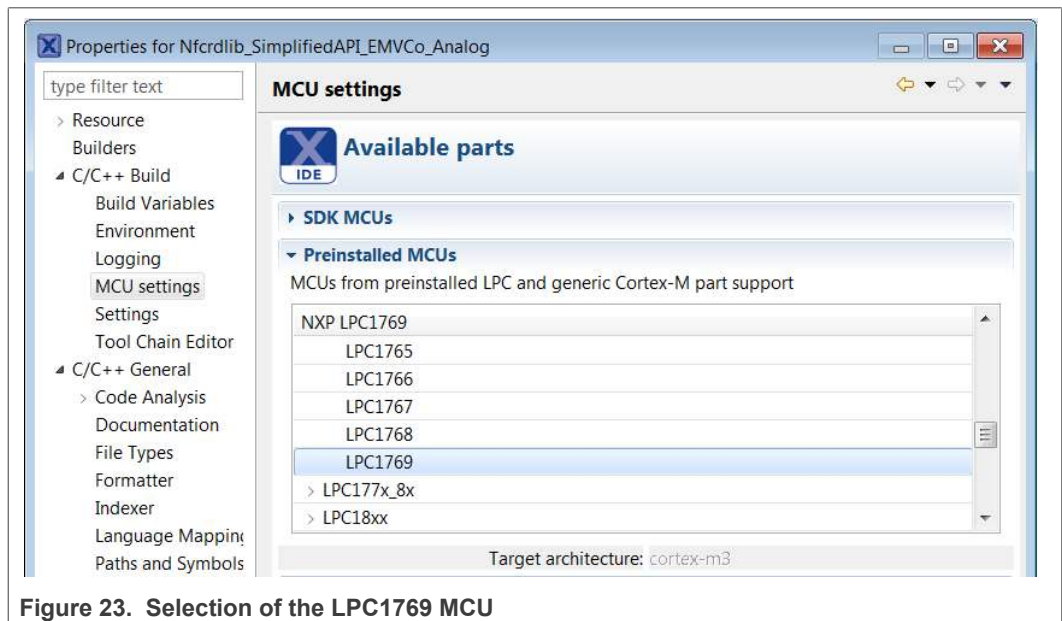 Properties for Nfcrdlib_SimplifiedAPI_EMVCo_Analog
type filter text
Resource
Builders
C/C++ Build
Build Variables
Environment
Logging
MCU settings
Settings
Tool Chain Editor
C/C++ General
Code Analysis
Documentation
File Types
Formatter
Indexer
Language Mapping
Paths and Symbols
MCU settings
IDE
Available parts
SDK MCUs
Preinstalled MCUs
MCUs from preinstalled LPC and generic Cortex-M part support
NXP LPC1769
LPC1765
LPC1766
LPC1767
LPC1768
LPC1769
LPC177x_8x
LPC18xx
Target architecture: cortex-m3
Figure 23. Selection of the LPC1769 MCU